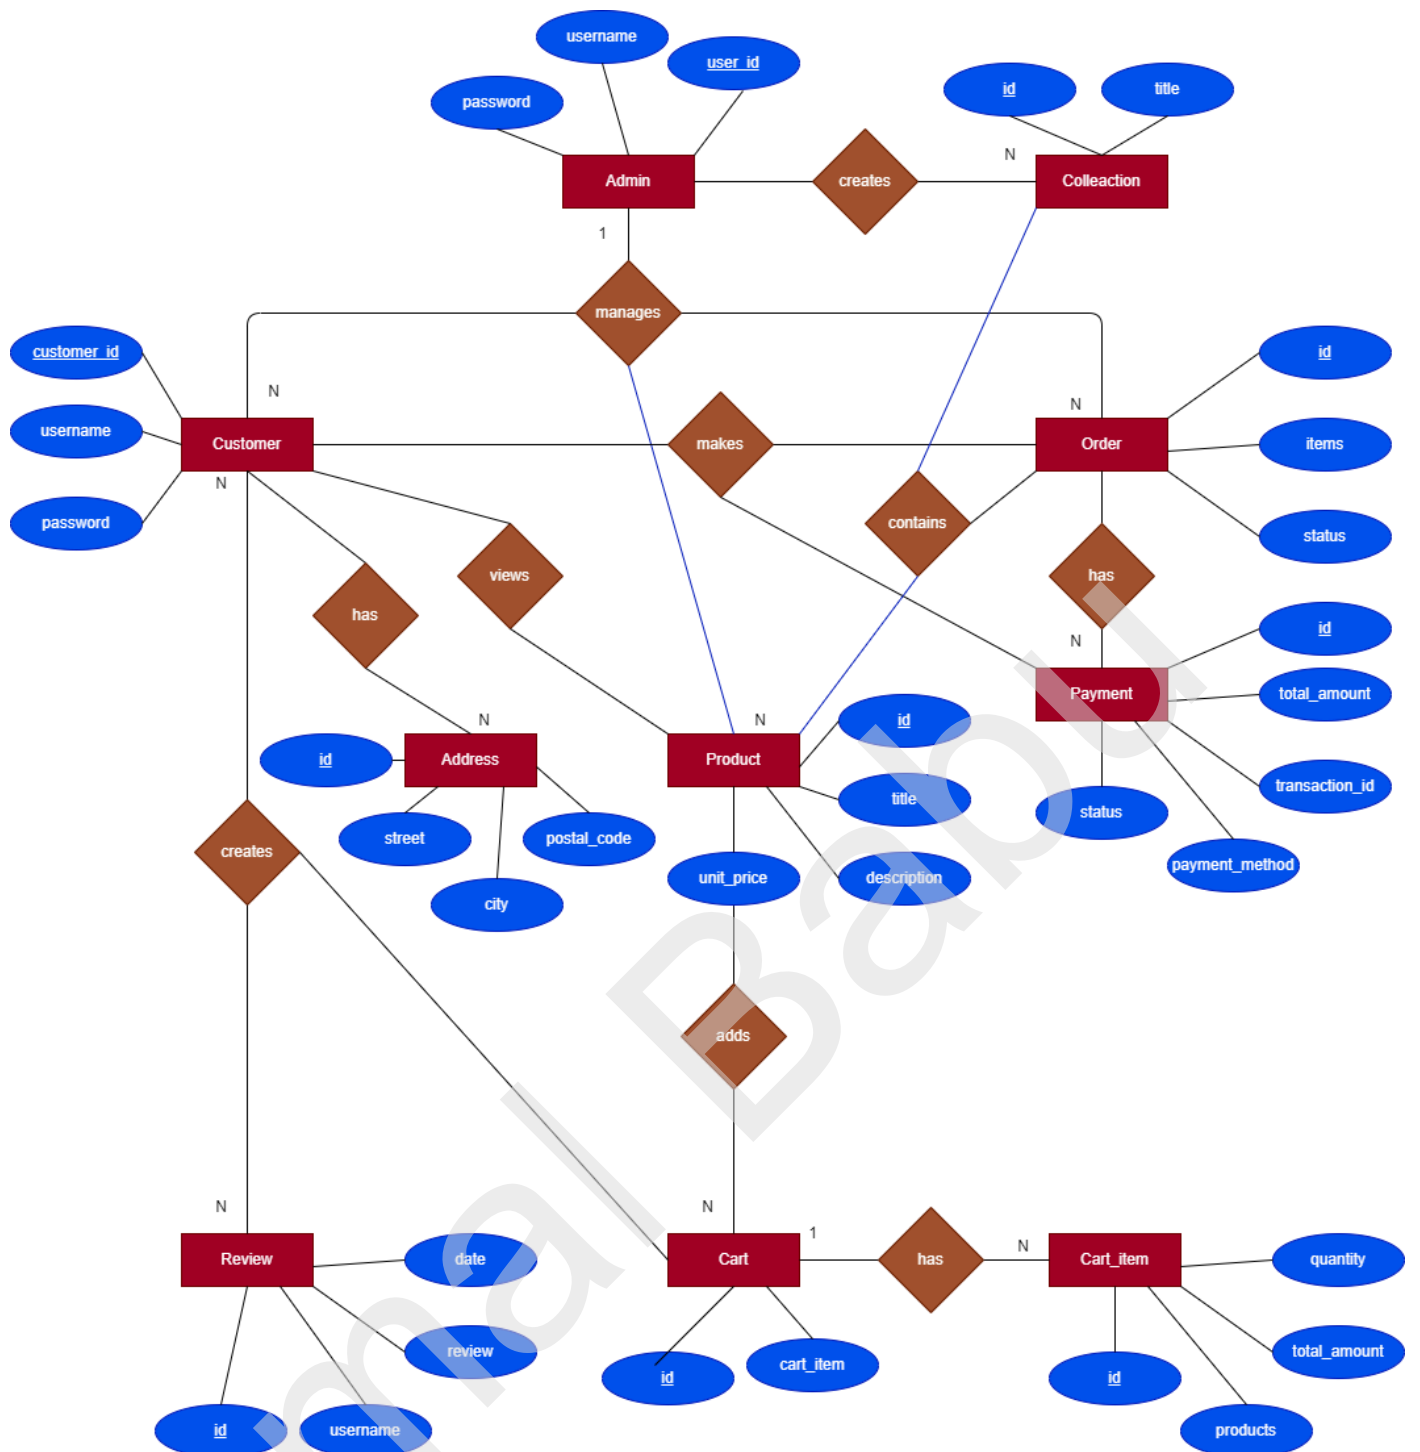 username
user_id
id
title
password
Admin
creates
N
Colleaction
1
manages
customer_id
id
N
N
username
Customer
makes
Order
items
N
password
contains
status
views
has
has
id
N
Payment
total_amount
N
N
id
id
Address
Product
title
transaction_id
status
street
postal_code
creates
unit_price
description
payment_method
city
adds
N
N
1
N
Review
date
Cart
has
Cart_item
quantity
review
cart_item
total_amount
id
id
id
username
products
mal Babu